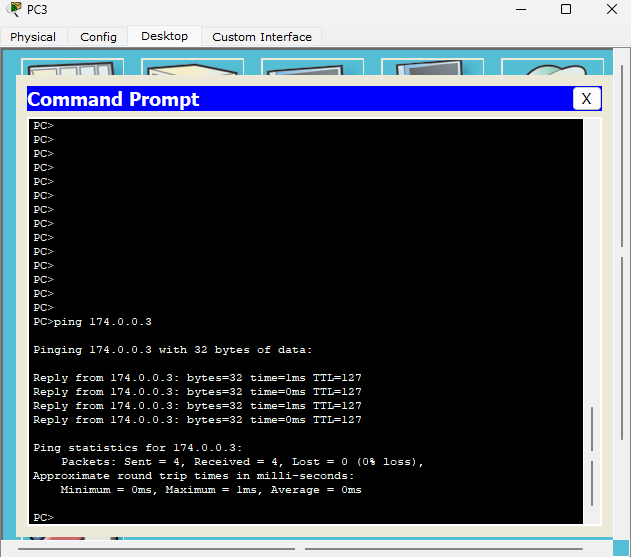 PC3
Physical Config Desktop Custom Interface
Command Prompt X
PC>
PC>
PC>
PC>
PC>
PC>
PC>
PC>
PC>
PC>
PC>
PC>
PC>
PC>
PC>ping 174.0.0.3
Pinging 174.0.0.3 with 32 bytes of data:
Reply from 174.0.0.3: bytes=32 time=1ms TTL=127
Reply from 174.0.0.3: bytes=32 time=0ms TTL=127
Reply from 174.0.0.3: bytes=32 time=1ms TTL=127
Reply from 174.0.0.3: bytes=32 time=0ms TTL=127
Ping statistics for 174.0.0.3:
Packets: Sent = 4, Received = 4, Lost = 0 (0% loss),
Approximate round trip times in milli-seconds:
Minimum = 0ms, Maximum = 1ms, Average = 0ms
PC>